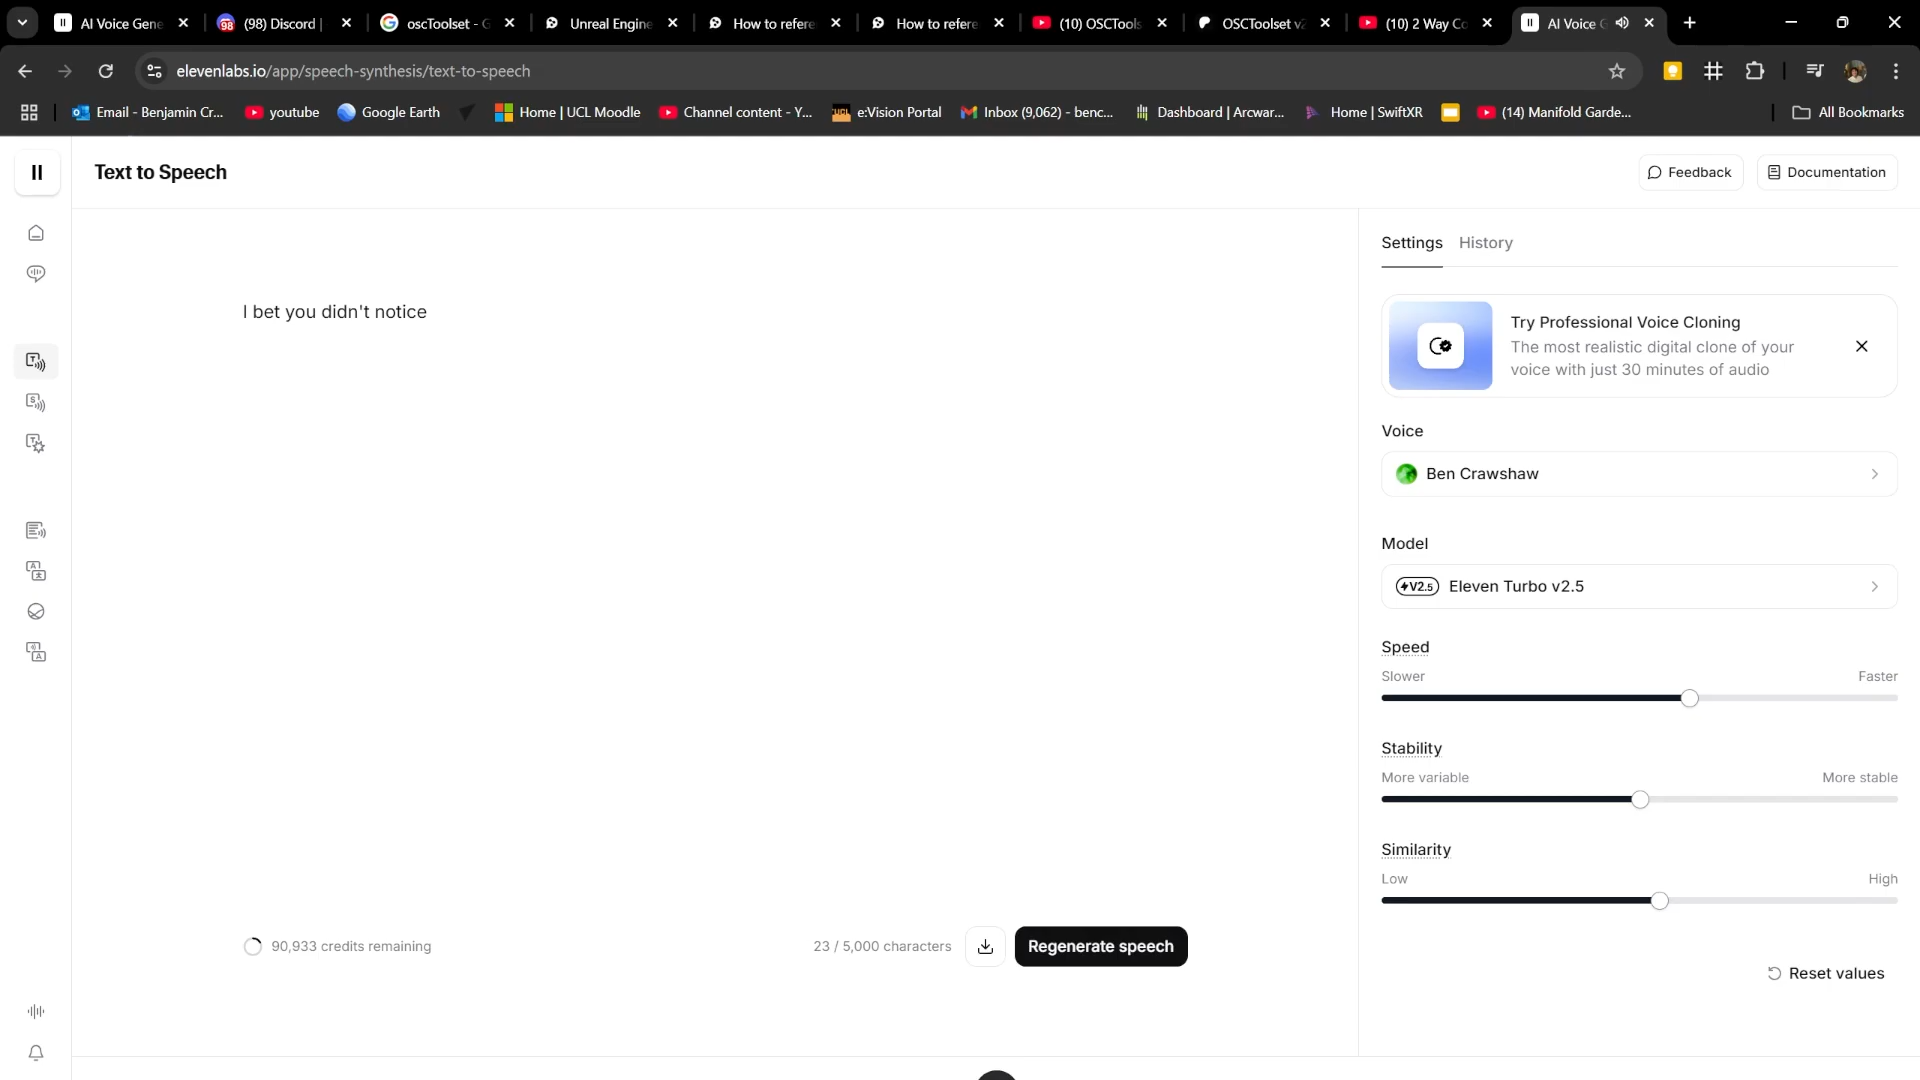 AI Voice Gene
(98) Discord |
oscToolset - G
Unreal Engine
How to refere
How to refere
(10) OSCTools
OSCToolset v2
(10) 2 Way Co
AI Voice G
elevenlabs.io/app/speech-synthesis/text-to-speech
Email - Benjamin Cr...
youtube
Google Earth
Home | UCL Moodle
Channel content - Y...
e:Vision Portal
Inbox (9,062) - benc...
Dashboard | Arcwar...
Home | SwiftXR
(14) Manifold Garde...
All Bookmarks
Text to Speech
Feedback
Documentation
Settings
History
I bet you didn't notice
Try Professional Voice Cloning
The most realistic digital clone of your
voice with just 30 minutes of audio
Voice
Ben Crawshaw
Model
V2.5
Eleven Turbo v2.5
Speed
Slower
Faster
Stability
More variable
More stable
Similarity
Low
High
90,933 credits remaining
23 / 5,000 characters
Regenerate speech
Reset values